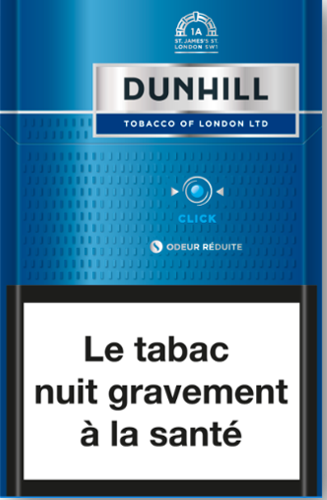 1A
ST. JAMES'S ST.
LONDON SW1
DUNHILL
TOBACCO OF LONDON LTD
CLICK
ODEUR RÉDUITE
Le tabac
nuit gravement
à la santé